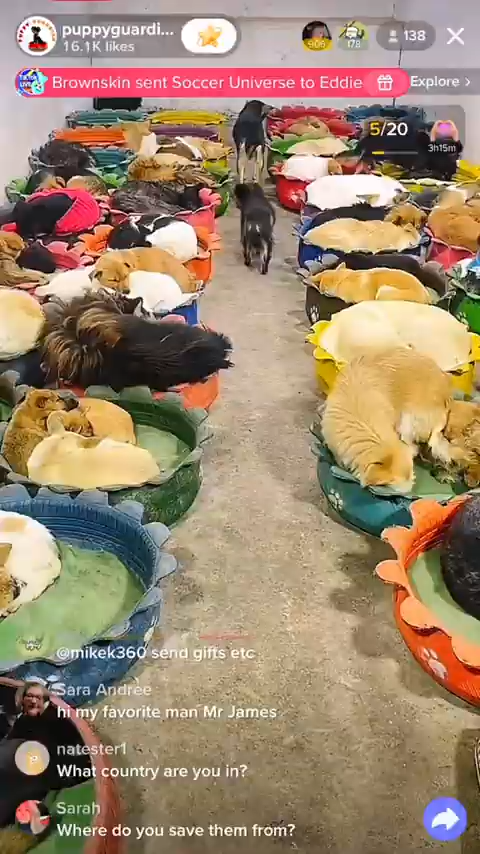 puppyguardi...
16.1K likes
906
178
138
Brownskin sent Soccer Universe to Eddie
Explore >
5/20
3h15m
@mikek360 send gifts etc
Sara Andree
hi my favorite man Mr James
natester1
What country are you in?
Sarah
Where do you save them from?